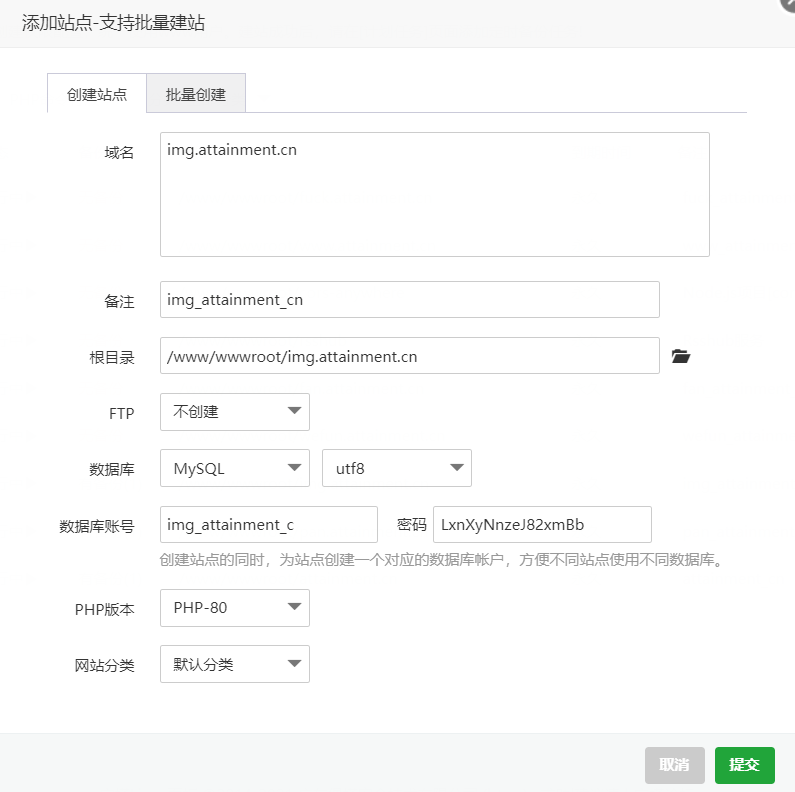 添加站点-支持批量建站
创建站点 批量创建
域名 img.attainment.cn
备注 img_attainment_cn
根目录 /www/wwwroot/img.attainment.cn
FTP 不创建
数据库 MySQL utf8
数据库账号 img_attainment_c 密码 LxnXyNnzeJ82xmBb
创建站点的同时，为站点创建一个对应的数据库帐户，方便不同站点使用不同数据库。
PHP版本 PHP-80
网站分类 默认分类
取消 提交